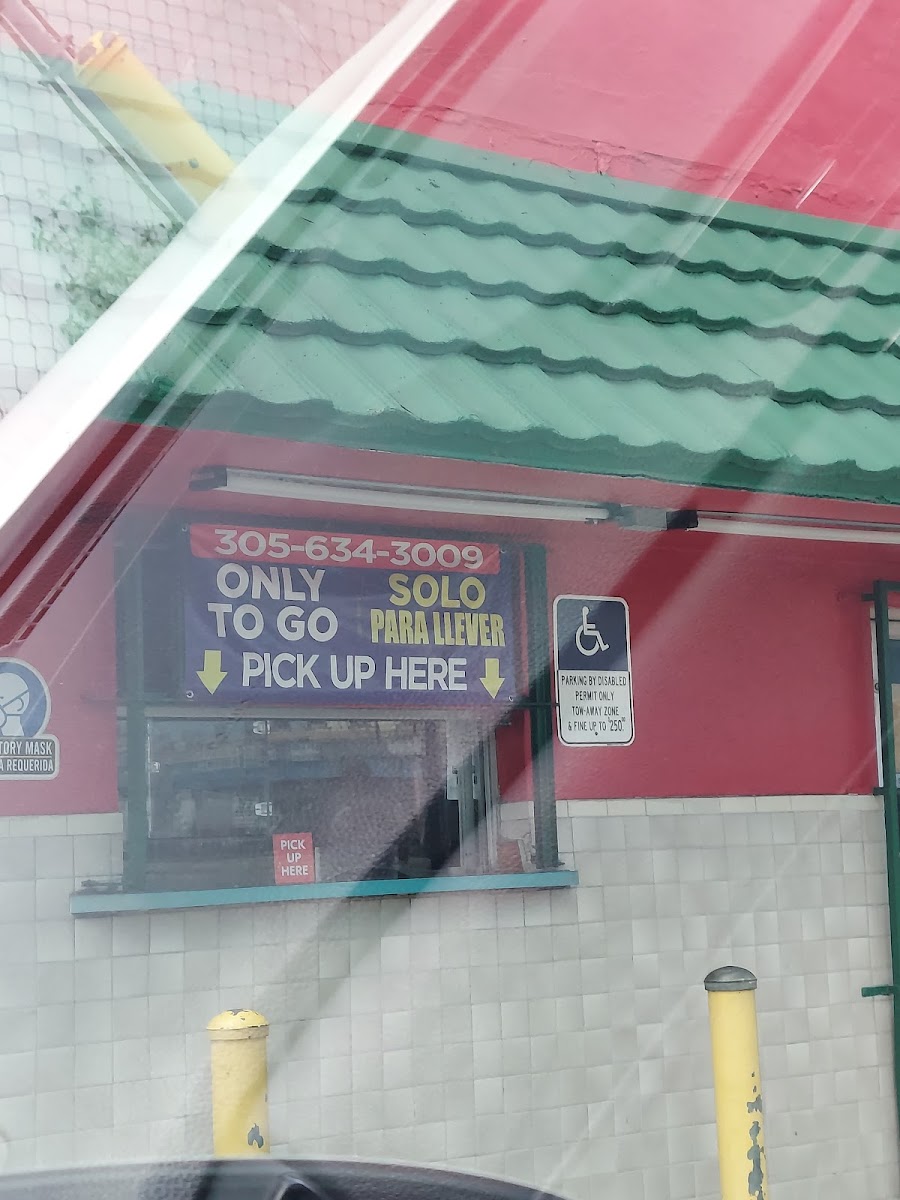 305-634-3009
ONLY
TO GO
SOLO
PARA LLEVER
PICK UP HERE
PARKING BY DISABLED
PERMIT ONLY
TOW-AWAY ZONE
& FINE UP TO $250.00
MASK
REQUERIDA
PICK
UP
HERE